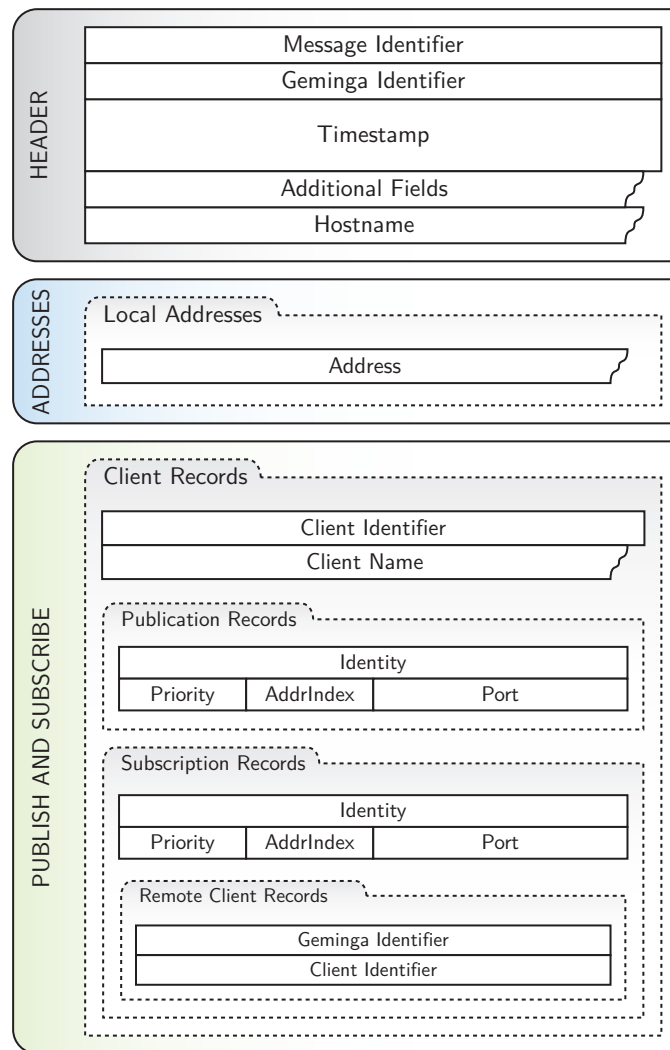 HEADER
Message Identifier
Geminga Identifier
Timestamp
Additional Fields
Hostname
ADDRESSES
Local Addresses
Address
PUBLISH AND SUBSCRIBE
Client Records
Client Identifier
Client Name
Publication Records
Identity
Priority AddrIndex Port
Subscription Records
Identity
Priority AddrIndex Port
Remote Client Records
Geminga Identifier
Client Identifier